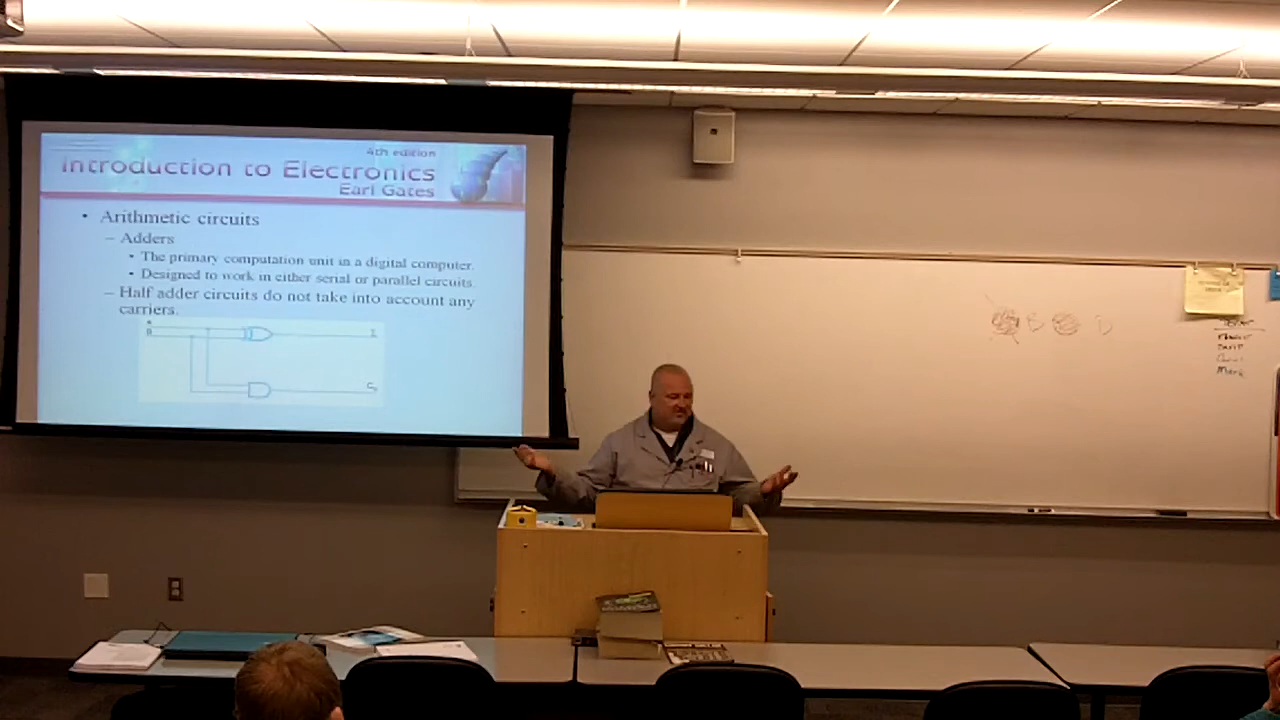 4th edition
Introduction to Electronics
Earl Gates
• Arithmetic circuits
– Adders
• The primary computation unit in a digital computer.
• Designed to work in either serial or parallel circuits.
– Half adder circuits do not take into account any
carriers.
A
B
Σ
B D
Mark